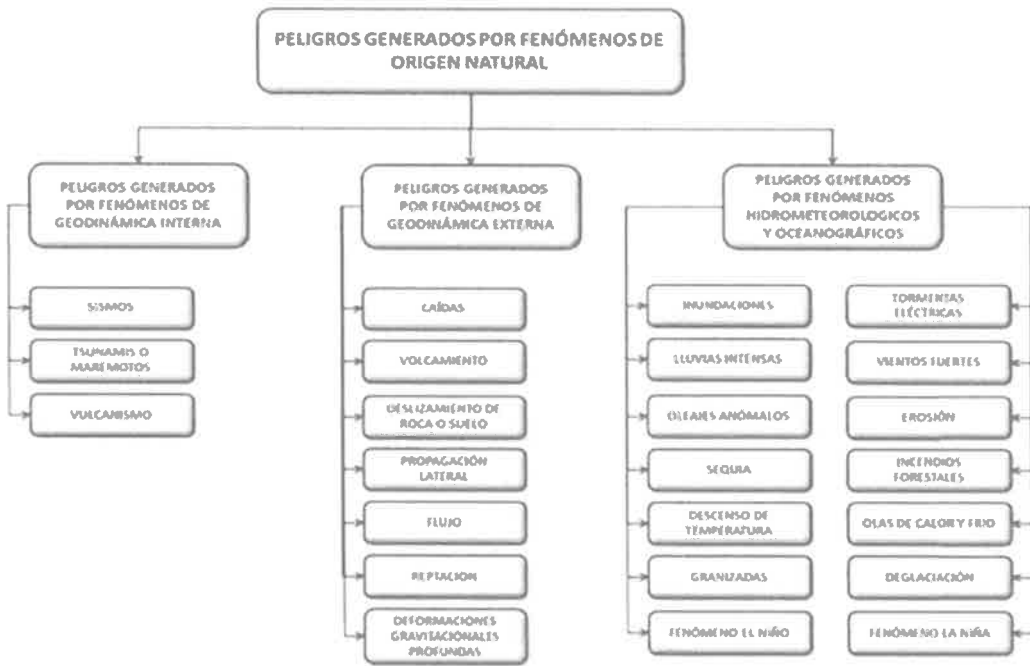 PELIGROS GENERADOS POR FENÓMENOS DE
ORIGEN NATURAL
PELIGROS GENERADOS
POR FENÓMENOS DE
GEODINÁMICA INTERNA
SISMOS
TSUNAMIS O
MAREMOTOS
VULCANISMO
PELIGROS GENERADOS
POR FENÓMENOS DE
GEODINÁMICA EXTERNA
CAÍDAS
VOLCAMIENTO
DESLIZAMIENTO DE
ROCA O SUELO
PROPAGACIÓN
LATERAL
FLUJO
REPTACIÓN
DEFORMACIONES
GRAVITACIONALES
PROFUNDAS
PELIGROS GENERADOS
POR FENÓMENOS
HIDROMETEOROLOGICOS
Y OCEANOGRÁFICOS
INUNDACIONES
LLUVIAS INTENSAS
OLEAJES ANÓMALOS
SEQUIA
DESCENSO DE
TEMPERATURA
GRANIZADAS
FENÓMENO EL NIÑO
TORMENTAS
ELÉCTRICAS
VIENTOS FUERTES
EROSIÓN
INCENDIOS
FORESTALES
OLAS DE CALOR Y FRIO
DEGLACIACIÓN
FENÓMENO LA NIÑA